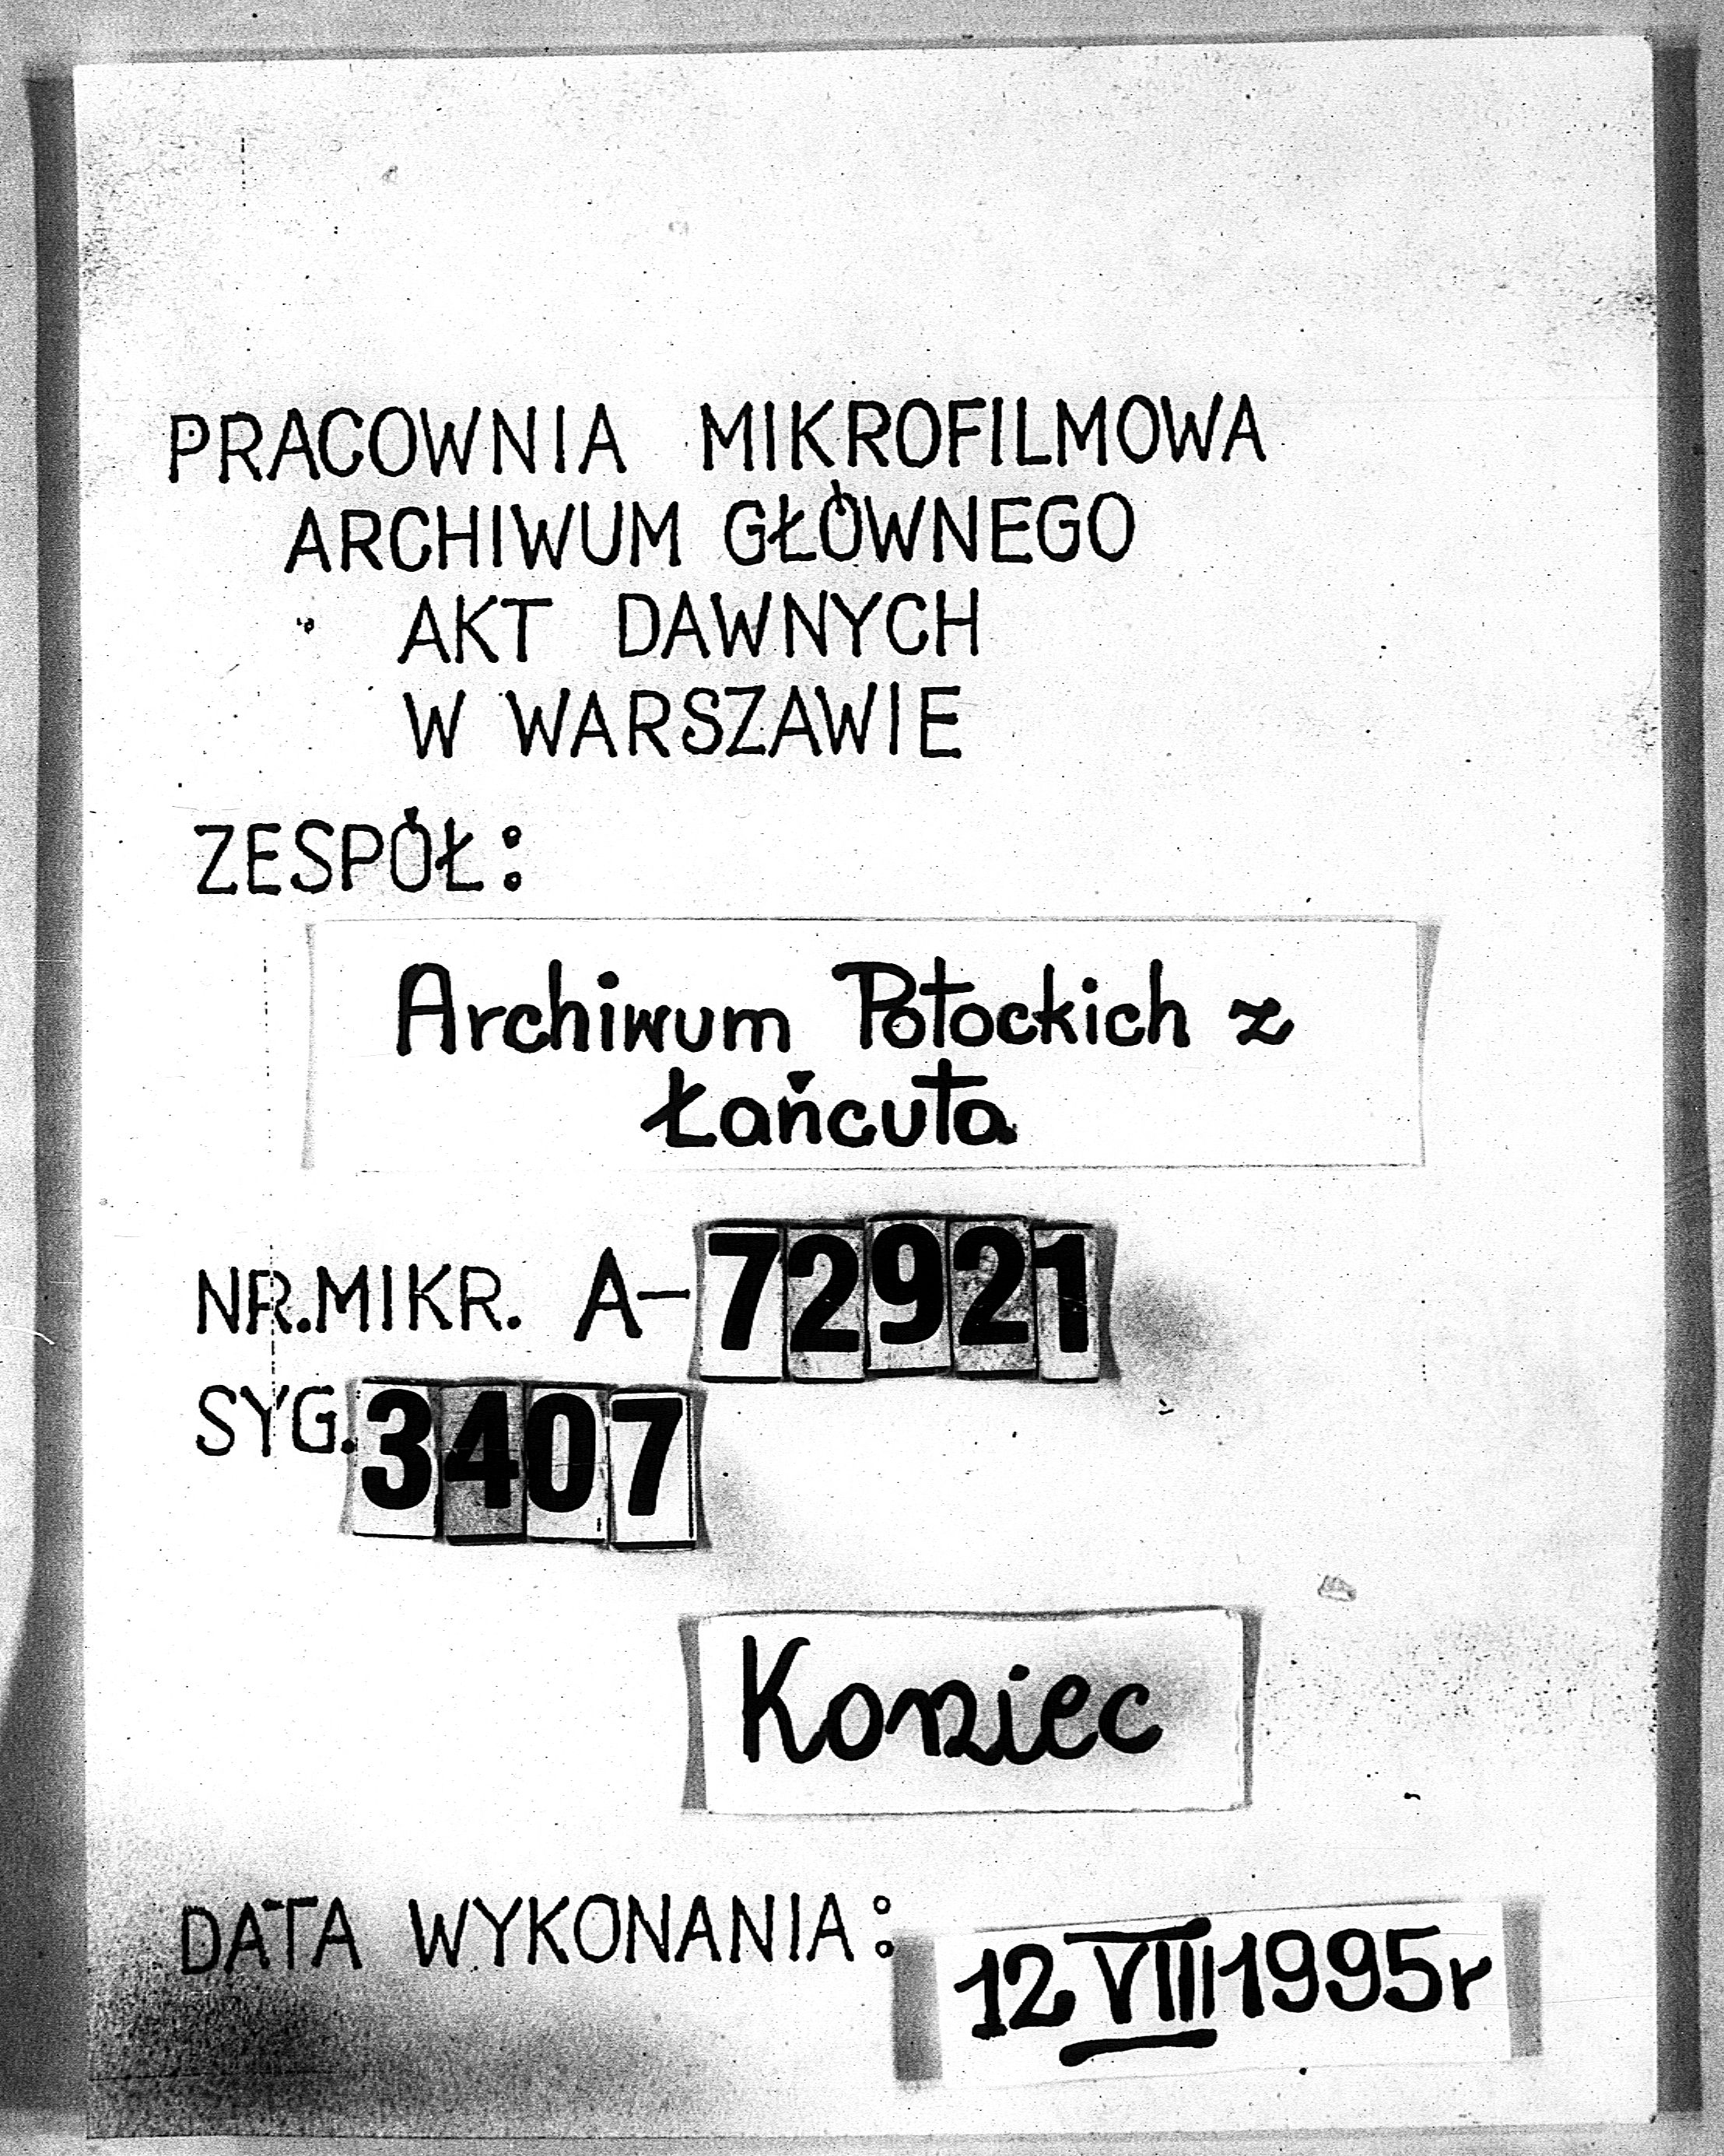 PRACOWNIA MIKROFILMOWA
ARCHIWUM GŁÓWNEGO
AKT DAWNYCH
W WARSZAWIE
ZESPÓŁ:
Archiwum Potockich z
Łańcuta
NR.MIKR. A-72921
SYG. 3407
Koniec
DATA WYKONANIA: 12 VIII 1995r